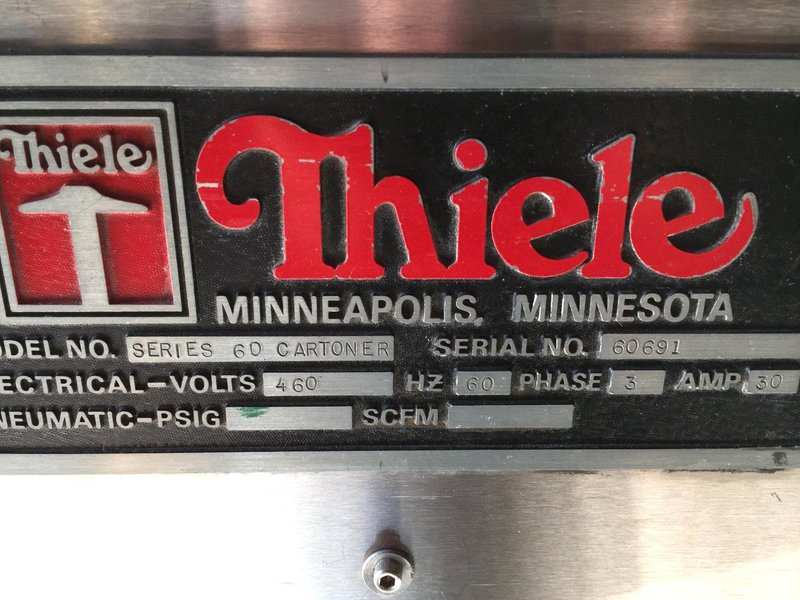 Thiele
Thiele
MINNEAPOLIS, MINNESOTA
ODEL NO. SERIES 60 CARTONER SERIAL NO. 60691
ECTRICAL-VOLTS 460 HZ 60 PHASE 3 AMP 30
NEUMATIC-PSIG SCFM